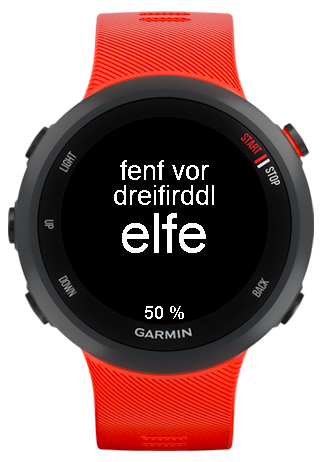 LIGHT
START
STOP
fenf vor
dreifirddl
elfe
UP
DOWN
BACK
50 %
GARMIN